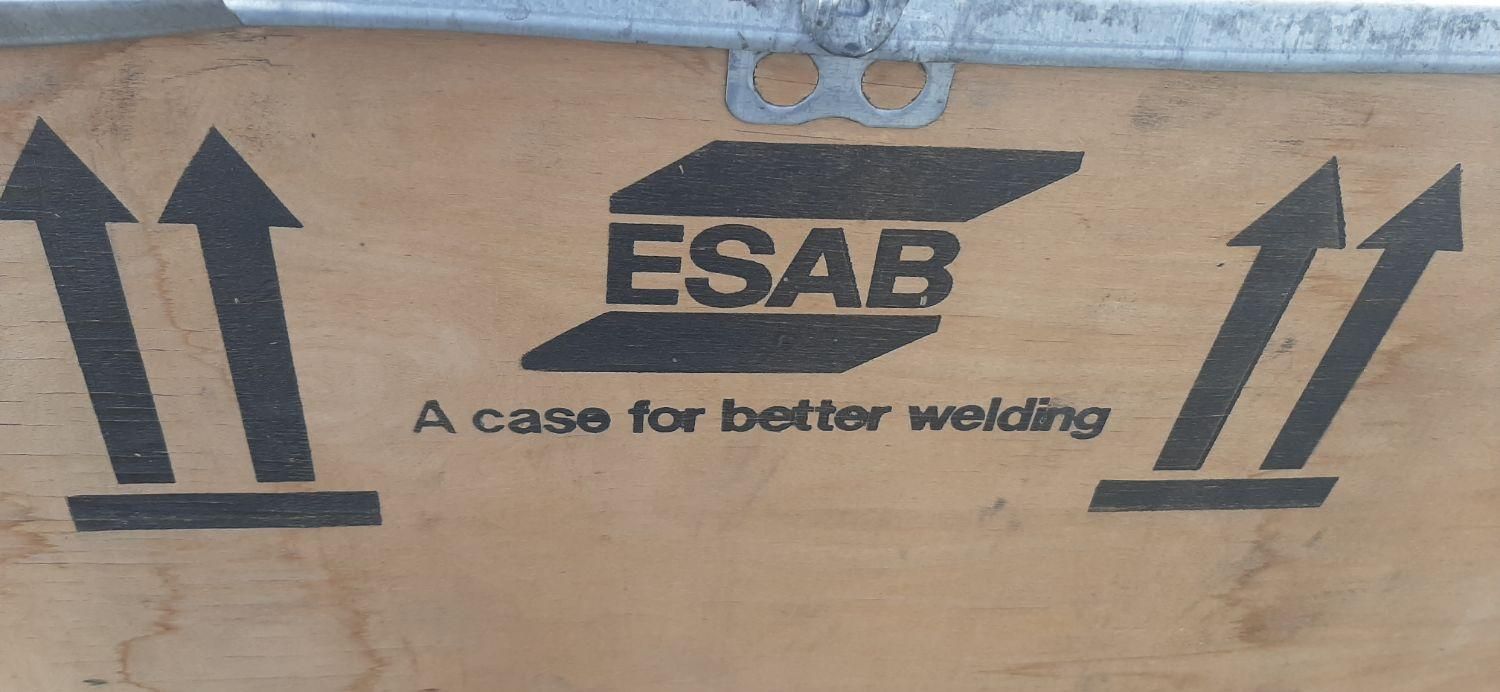 ESAB
A case for better welding